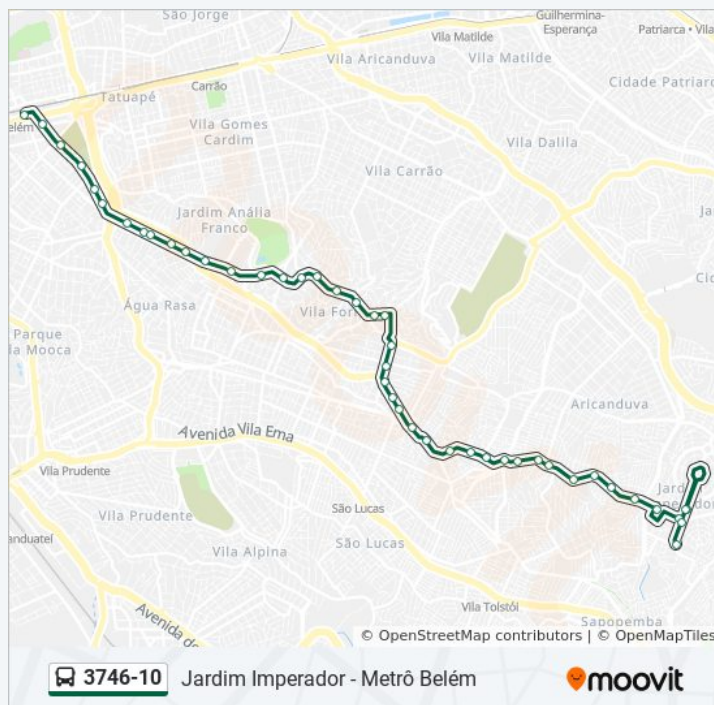 São Jorge
Guilhermina-
Esperança
Vila Matilde
Patriarca • Vila
Vila Aricanduva
Vila Matilde
Cidade Patriarc
Carrão
Tatuapé
Vila Gomes
Cardim
Vila Dalila
Vila Carrão
Jardim Anália
Franco
Água Rasa
Parque
da Mooca
Aricanduva
Avenida Vila Ema
Vila Prudente
Vila Prudente
São Lucas
Vila Alpina
São Lucas
Vila Tolstói
Sapopemba
© OpenStreetMap contributors | © OpenMapTiles
3746-10
Jardim Imperador - Metrô Belém
moovit